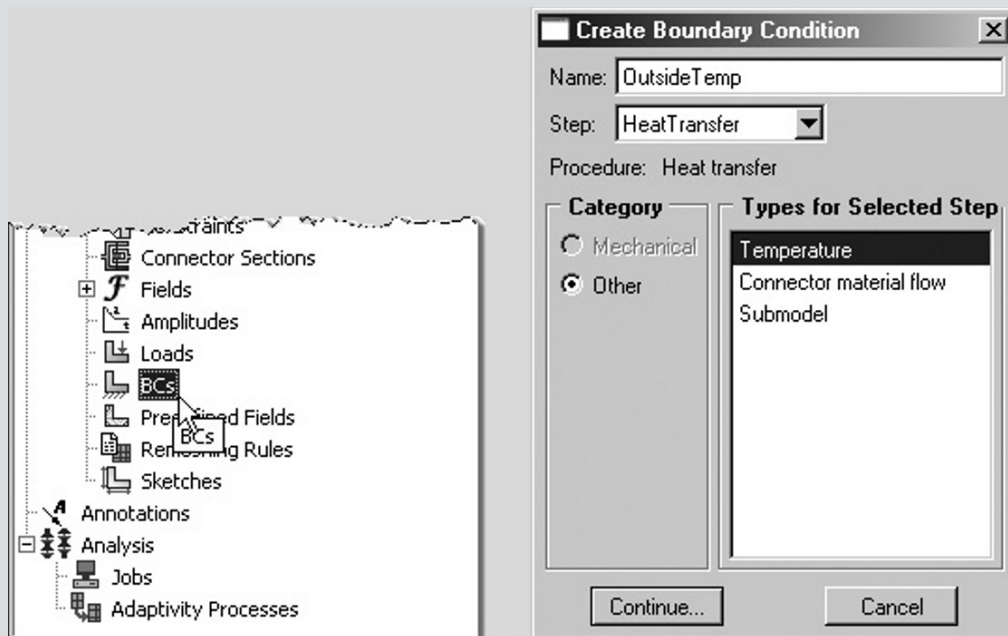 Connector Sections
Fields
Amplitudes
Loads
BCs
BCs
Sketches
Annotations
Analysis
Jobs
Adaptivity Processes
Create Boundary Condition
Name: OutsideTemp
Step: HeatTransfer
Procedure: Heat transfer
Category
Mechanical
Other
Types for Selected Step
Temperature
Connector material flow
Submodel
Continue...
Cancel
Fields
Rules